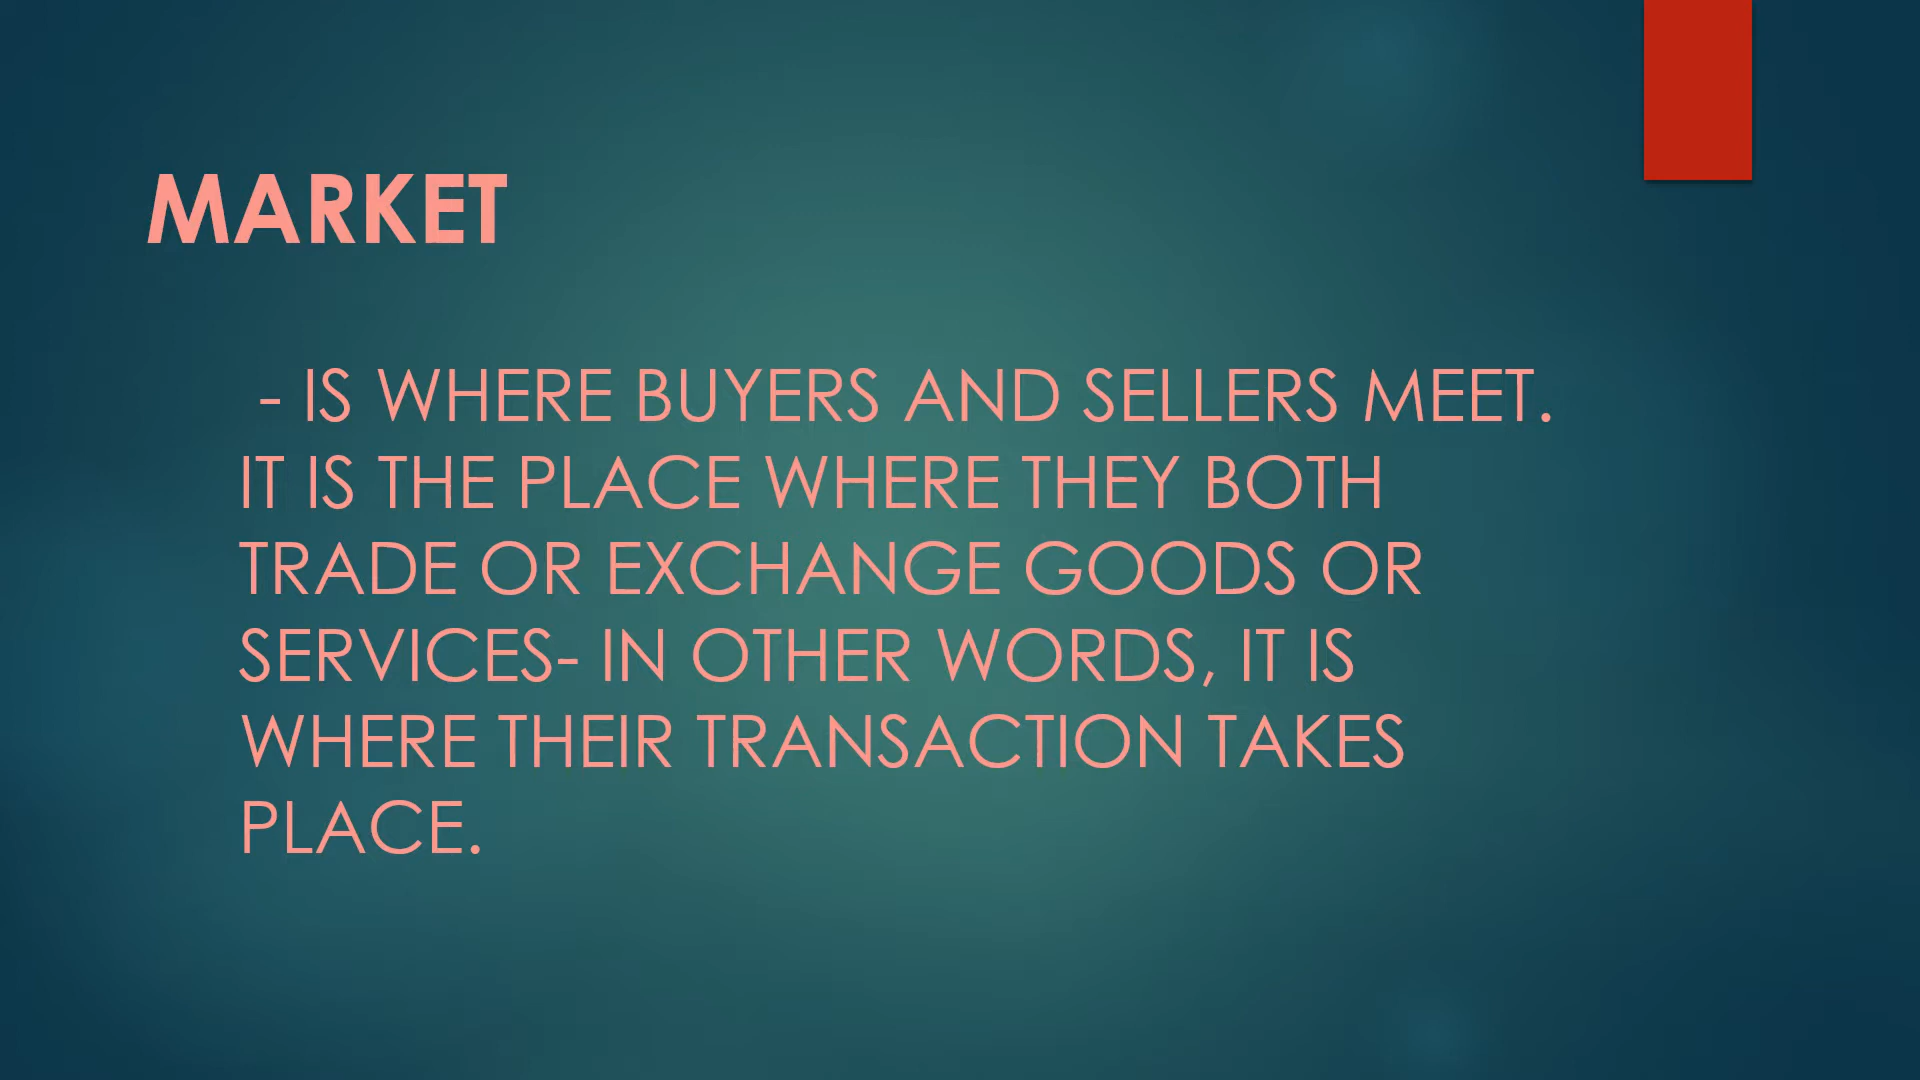 MARKET
- IS WHERE BUYERS AND SELLERS MEET.
IT IS THE PLACE WHERE THEY BOTH
TRADE OR EXCHANGE GOODS OR
SERVICES- IN OTHER WORDS, IT IS
WHERE THEIR TRANSACTION TAKES
PLACE.